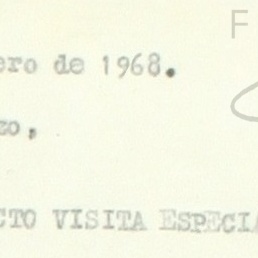 ero de 1968.
zo,
CTO VISITA ESPECIA